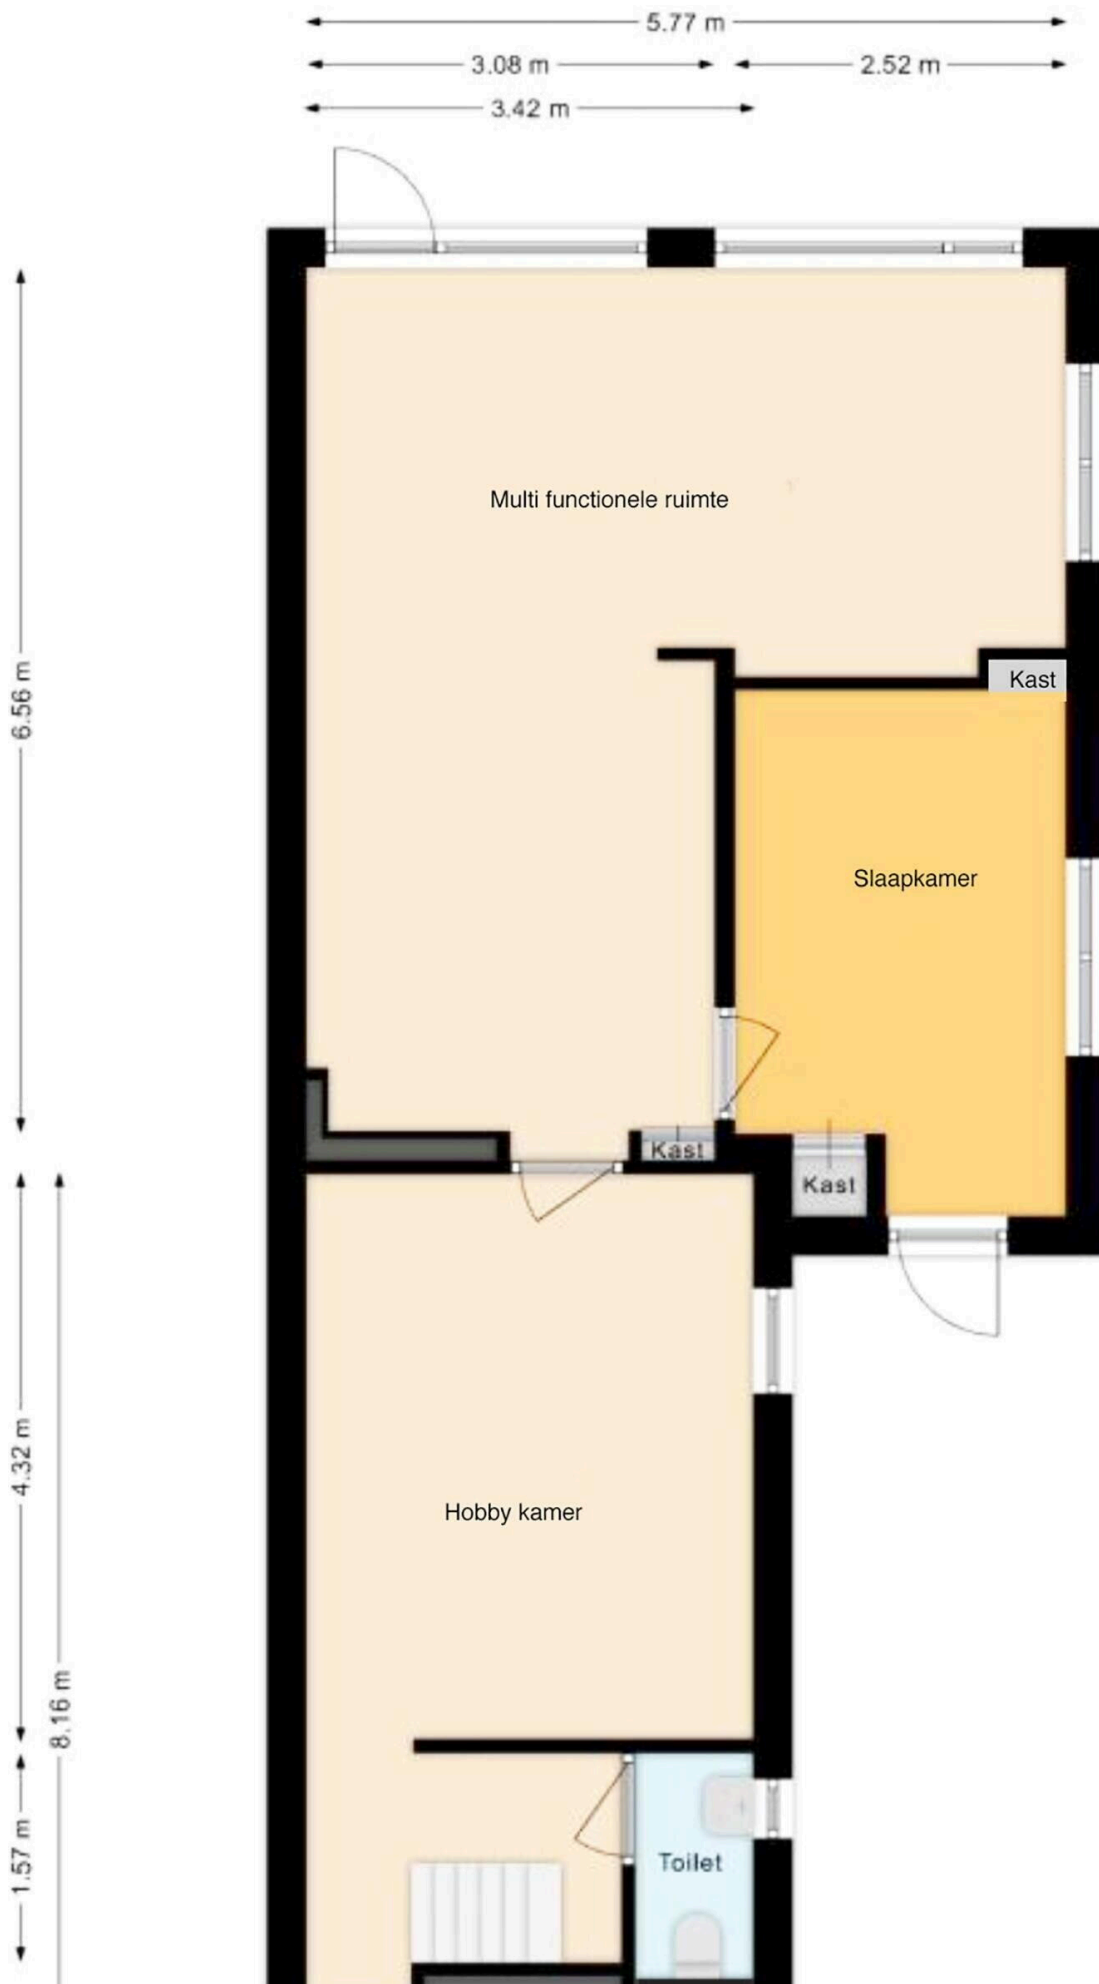 5.77 m
3.08 m
2.52 m
3.42 m
Multi functionele ruimte
6.56 m
Kast
Slaapkamer
Kast
Kast
4.32 m
Hobby kamer
8.16 m
1.57 m
Toilet